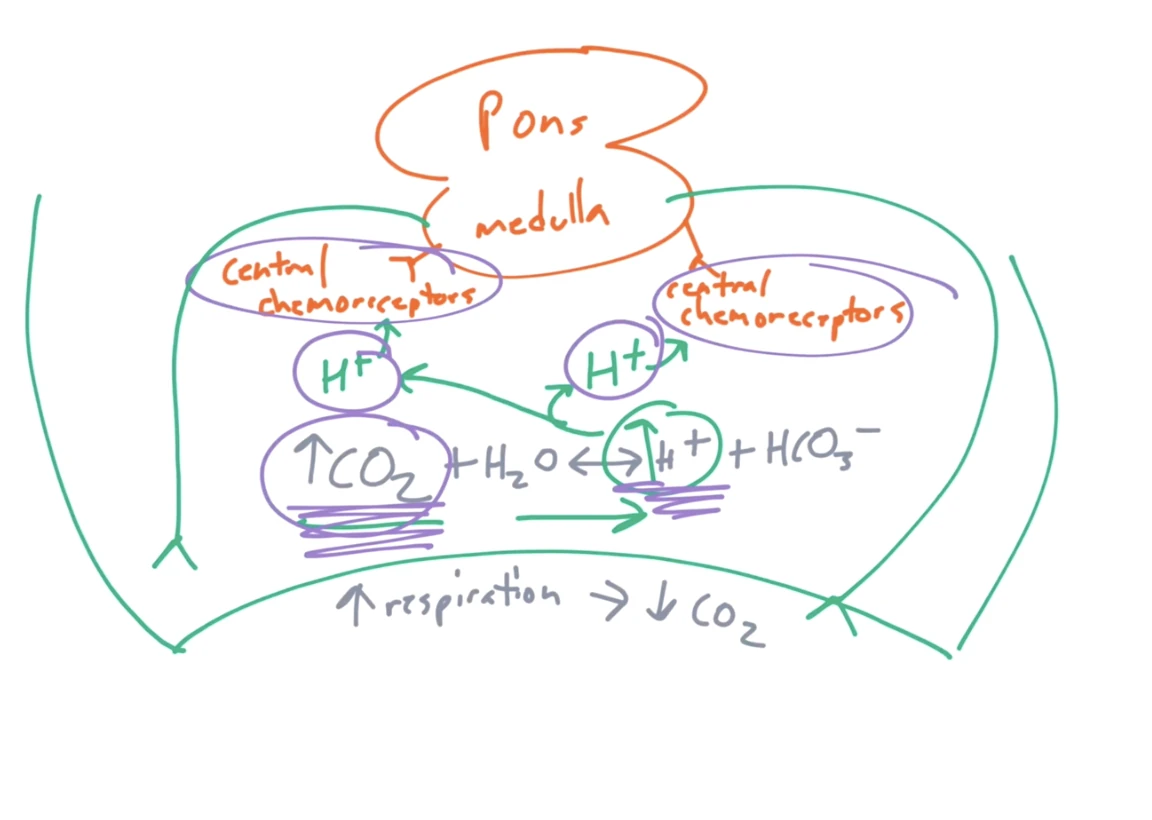 Pons
medulla
central
chemoreceptors
central
chemoreceptors
H+
H+
↑CO₂ + H₂O ↔ ↑H+ + HCO₃⁻
↑ respiration → ↓ CO₂